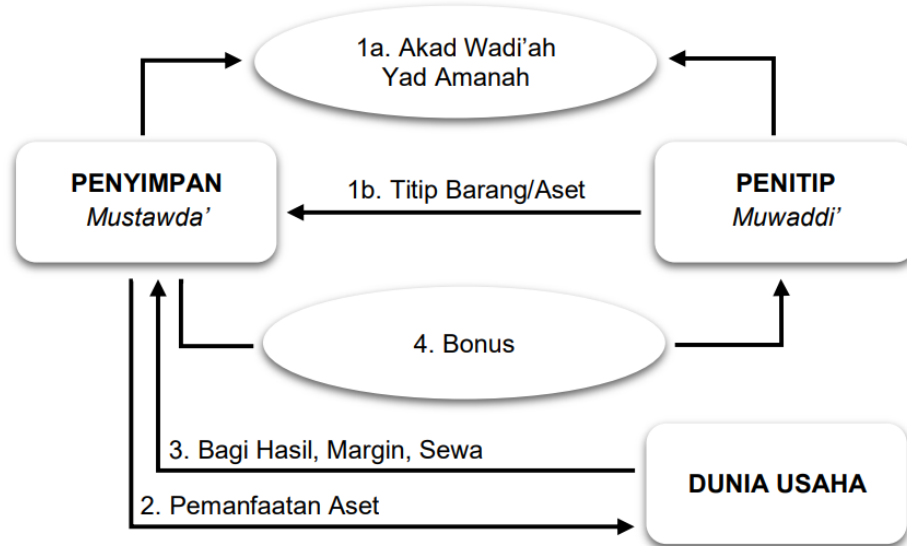 1a. Akad Wadi’ah
Yad Amanah
PENYIMPAN
Mustawda’
1b. Titip Barang/Aset
PENITIP
Muwaddi’
4. Bonus
3. Bagi Hasil, Margin, Sewa
DUNIA USAHA
2. Pemanfaatan Aset